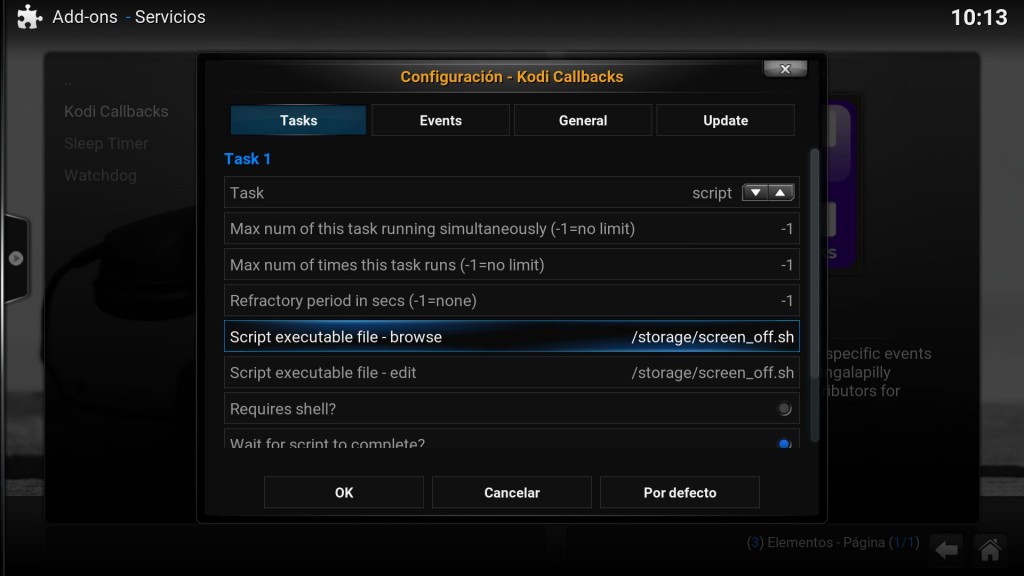 Add-ons - Servicios
10:13
..
Kodi Callbacks
Sleep Timer
Watchdog
Configuración - Kodi Callbacks
Tasks
Events
General
Update
Task 1
Task script
Max num of this task running simultaneously (-1=no limit) -1
Max num of times this task runs (-1=no limit) -1
Refractory period in secs (-1=none) -1
Script executable file - browse /storage/screen_off.sh
Script executable file - edit /storage/screen_off.sh
Requires shell?
Wait for script to complete?
OK
Cancelar
Por defecto
specific events
ngalapilly
ributors for
(3) Elementos - Página (1/1)